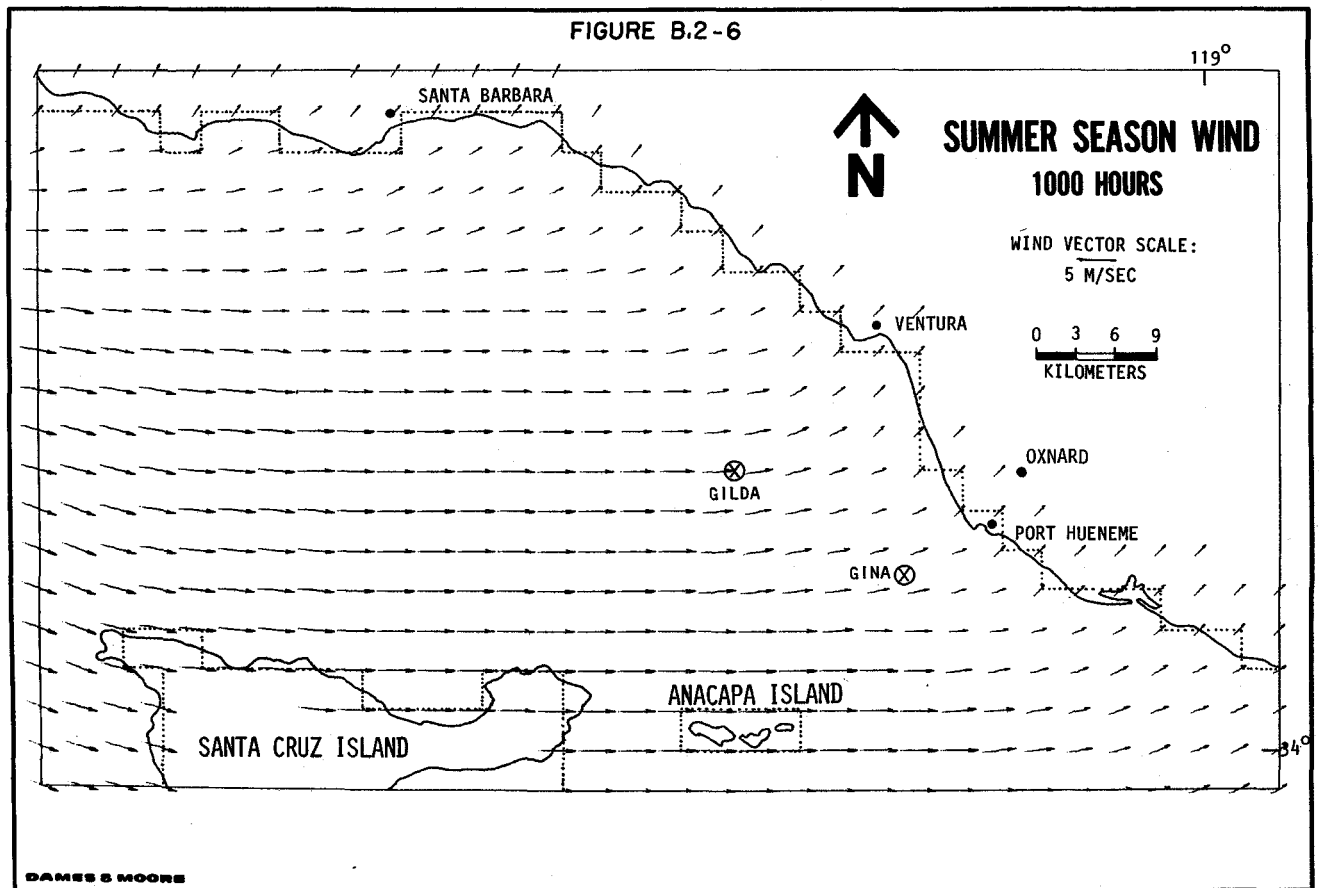 FIGURE B.2-6
119°
SANTA BARBARA
N
SUMMER SEASON WIND
1000 HOURS
WIND VECTOR SCALE:
5 M/SEC
VENTURA
0 3 6 9
KILOMETERS
OXNARD
GILDA
PORT HUENEME
GINA
ANACAPA ISLAND
SANTA CRUZ ISLAND
34°
DAMES & MOORE